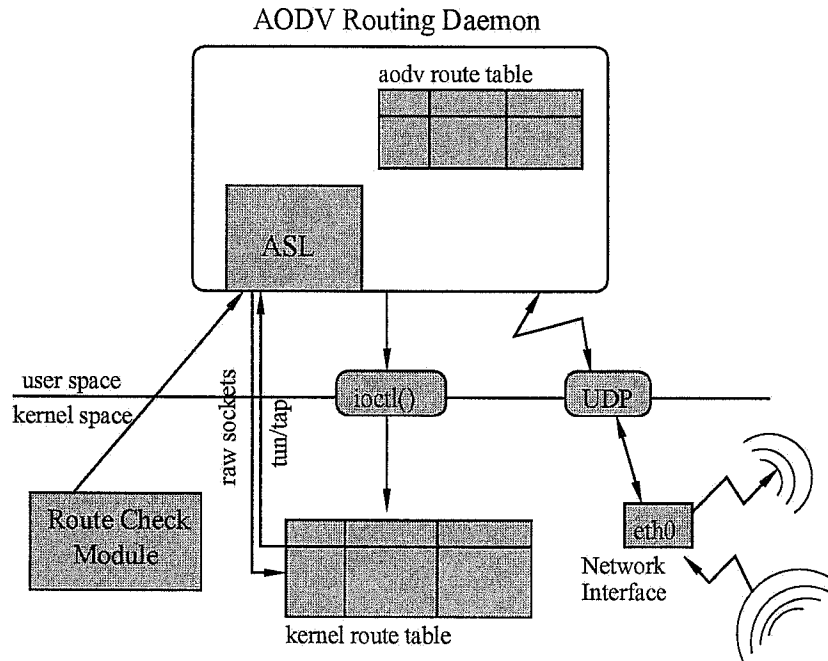 AODV Routing Daemon
aodv route table
ASL
user space
kernel space
raw sockets
tun/tap
ioctl()
UDP
Route Check
Module
eth0
Network
Interface
kernel route table